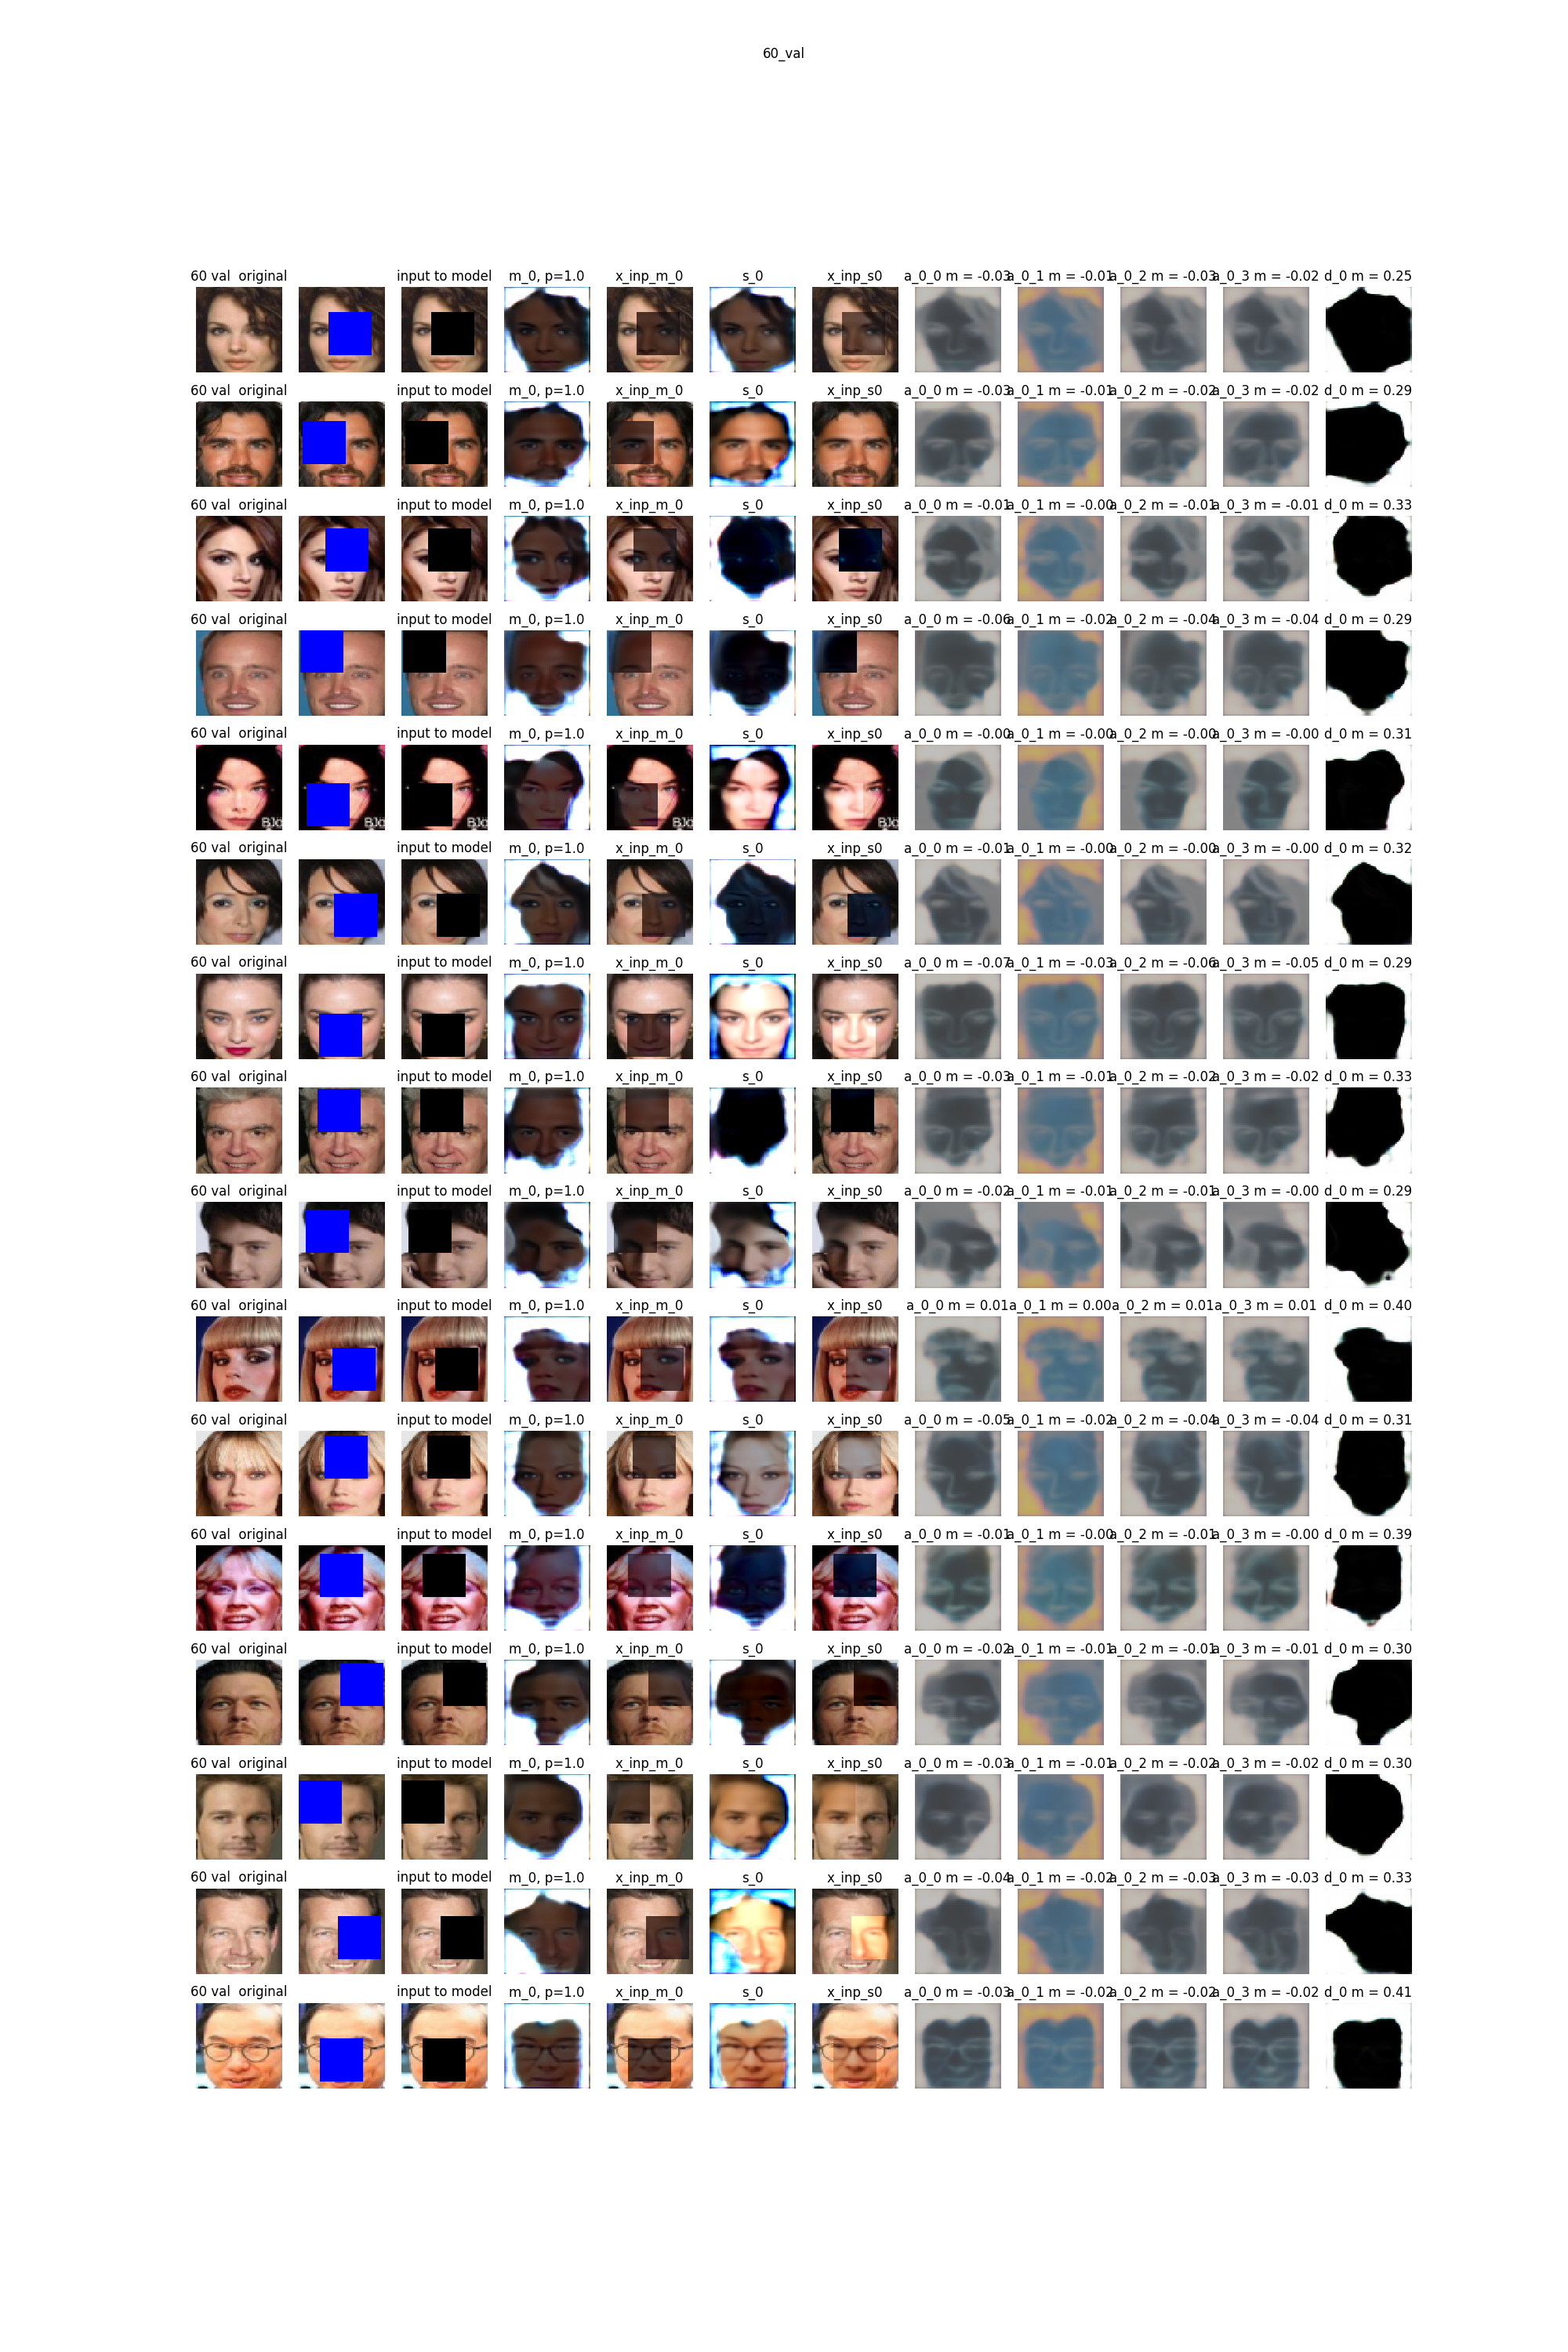 60_val
60 val original input to model m_0, p=1.0 x_inp_m_0 s_0 x_inp_s0 a_0_0 m = -0.03 a_0_1 m = -0.01 a_0_2 m = -0.03 a_0_3 m = -0.02 d_0 m = 0.25
60 val original input to model m_0, p=1.0 x_inp_m_0 s_0 x_inp_s0 a_0_0 m = -0.03 a_0_1 m = -0.01 a_0_2 m = -0.02 a_0_3 m = -0.02 d_0 m = 0.29
60 val original input to model m_0, p=1.0 x_inp_m_0 s_0 x_inp_s0 a_0_0 m = -0.01 a_0_1 m = -0.00 a_0_2 m = -0.01 a_0_3 m = -0.01 d_0 m = 0.33
60 val original input to model m_0, p=1.0 x_inp_m_0 s_0 x_inp_s0 a_0_0 m = -0.06 a_0_1 m = -0.02 a_0_2 m = -0.04 a_0_3 m = -0.04 d_0 m = 0.29
60 val original input to model m_0, p=1.0 x_inp_m_0 s_0 x_inp_s0 a_0_0 m = -0.00 a_0_1 m = -0.00 a_0_2 m = -0.00 a_0_3 m = -0.00 d_0 m = 0.31
60 val original input to model m_0, p=1.0 x_inp_m_0 s_0 x_inp_s0 a_0_0 m = -0.01 a_0_1 m = -0.00 a_0_2 m = -0.00 a_0_3 m = -0.00 d_0 m = 0.32
60 val original input to model m_0, p=1.0 x_inp_m_0 s_0 x_inp_s0 a_0_0 m = -0.07 a_0_1 m = -0.03 a_0_2 m = -0.06 a_0_3 m = -0.05 d_0 m = 0.29
60 val original input to model m_0, p=1.0 x_inp_m_0 s_0 x_inp_s0 a_0_0 m = -0.03 a_0_1 m = -0.01 a_0_2 m = -0.02 a_0_3 m = -0.02 d_0 m = 0.33
60 val original input to model m_0, p=1.0 x_inp_m_0 s_0 x_inp_s0 a_0_0 m = -0.02 a_0_1 m = -0.01 a_0_2 m = -0.01 a_0_3 m = -0.00 d_0 m = 0.29
60 val original input to model m_0, p=1.0 x_inp_m_0 s_0 x_inp_s0 a_0_0 m = 0.01 a_0_1 m = 0.00 a_0_2 m = 0.01 a_0_3 m = 0.01 d_0 m = 0.40
60 val original input to model m_0, p=1.0 x_inp_m_0 s_0 x_inp_s0 a_0_0 m = -0.05 a_0_1 m = -0.02 a_0_2 m = -0.04 a_0_3 m = -0.04 d_0 m = 0.31
60 val original input to model m_0, p=1.0 x_inp_m_0 s_0 x_inp_s0 a_0_0 m = -0.01 a_0_1 m = -0.00 a_0_2 m = -0.01 a_0_3 m = -0.00 d_0 m = 0.39
60 val original input to model m_0, p=1.0 x_inp_m_0 s_0 x_inp_s0 a_0_0 m = -0.02 a_0_1 m = -0.01 a_0_2 m = -0.01 a_0_3 m = -0.01 d_0 m = 0.30
60 val original input to model m_0, p=1.0 x_inp_m_0 s_0 x_inp_s0 a_0_0 m = -0.03 a_0_1 m = -0.01 a_0_2 m = -0.02 a_0_3 m = -0.02 d_0 m = 0.30
60 val original input to model m_0, p=1.0 x_inp_m_0 s_0 x_inp_s0 a_0_0 m = -0.04 a_0_1 m = -0.02 a_0_2 m = -0.03 a_0_3 m = -0.03 d_0 m = 0.33
60 val original input to model m_0, p=1.0 x_inp_m_0 s_0 x_inp_s0 a_0_0 m = -0.03 a_0_1 m = -0.02 a_0_2 m = -0.02 a_0_3 m = -0.02 d_0 m = 0.41